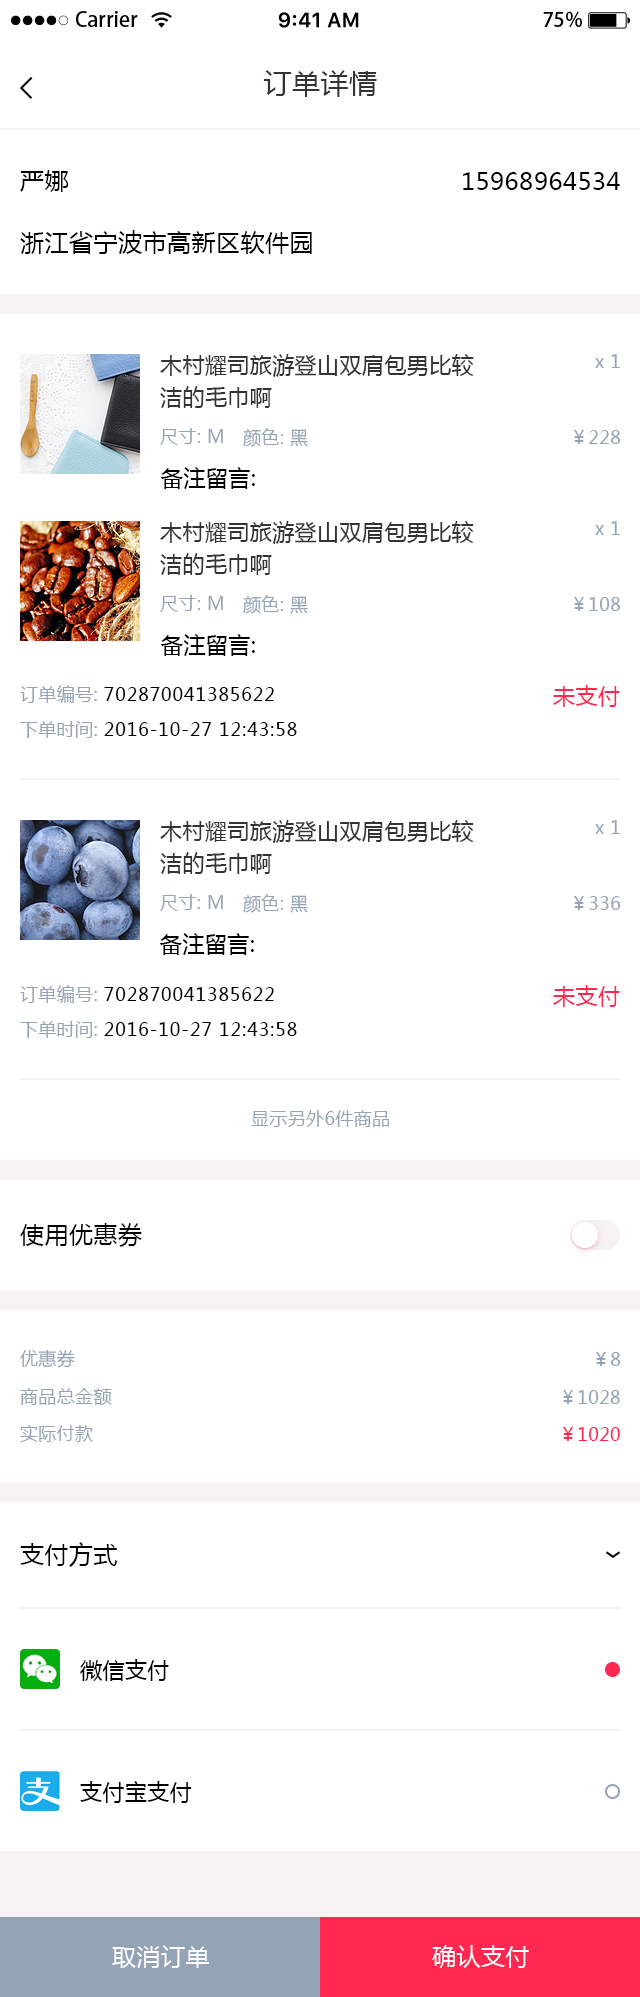 Carrier 9:41 AM 75%
订单详情
严娜 15968964534
浙江省宁波市高新区软件园
木村耀司旅游登山双肩包男比较 x 1
洁的毛巾啊
尺寸: M 颜色: 黑 ¥228
备注留言:
木村耀司旅游登山双肩包男比较 x 1
洁的毛巾啊
尺寸: M 颜色: 黑 ¥108
备注留言:
订单编号: 702870041385622 未支付
下单时间: 2016-10-27 12:43:58
木村耀司旅游登山双肩包男比较 x 1
洁的毛巾啊
尺寸: M 颜色: 黑 ¥336
备注留言:
订单编号: 702870041385622 未支付
下单时间: 2016-10-27 12:43:58
显示另外6件商品
使用优惠券
优惠券 ¥8
商品总金额 ¥1028
实际付款 ¥1020
支付方式
微信支付
支 支付宝支付
取消订单 确认支付